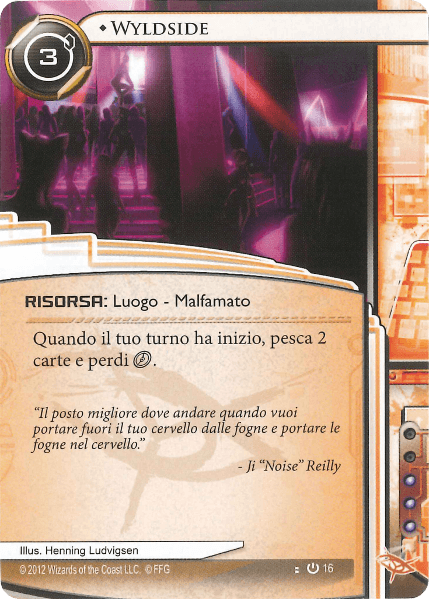 3
◆ WYLDSIDE
RISORSA: Luogo - Malfamato
Quando il tuo turno ha inizio, pesca 2
carte e perdi .
“Il posto migliore dove andare quando vuoi
portare fuori il tuo cervello dalle fogne e portare le
fogne nel cervello.”
- Ji “Noise” Reilly
Illus. Henning Ludvigsen
© 2012 Wizards of the Coast LLC. © FFG
16